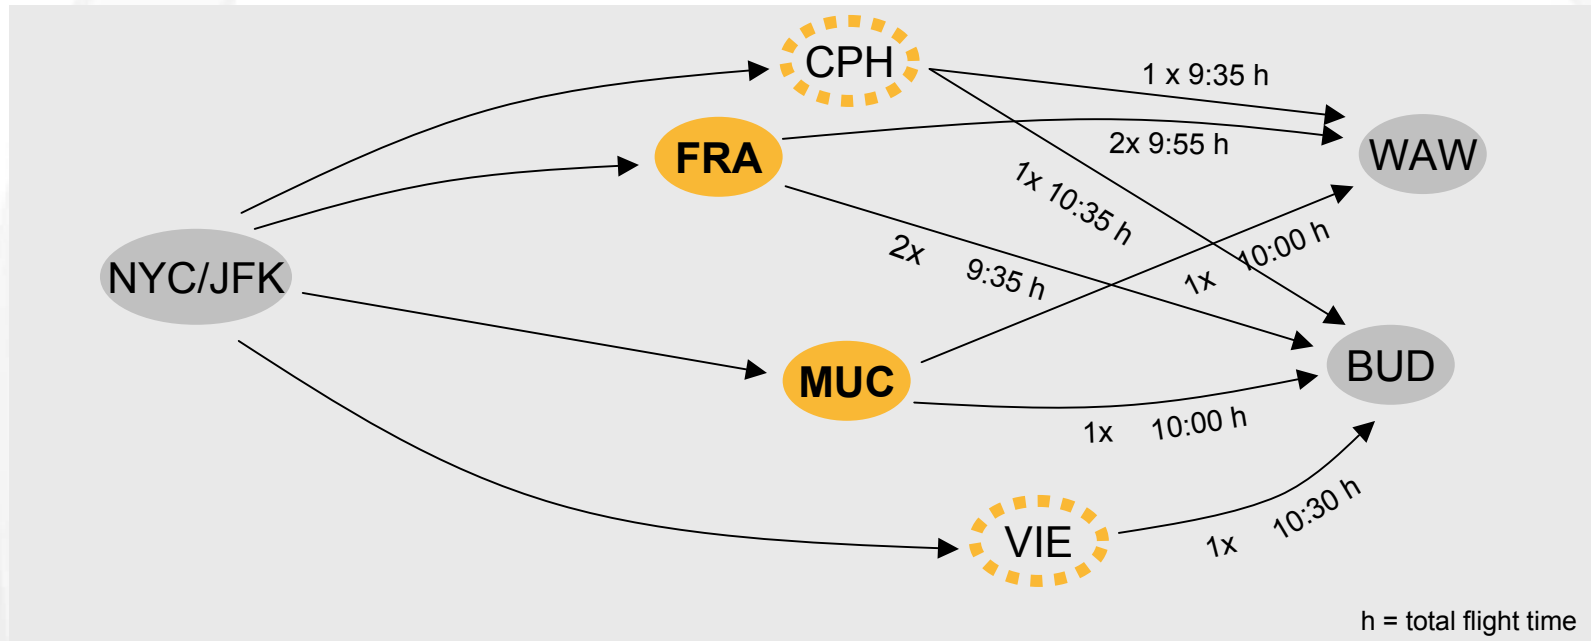 CPH
1 x 9:35 h
FRA
2x 9:55 h
WAW
1x 10:35 h
NYC/JFK
2x 9:35 h
1x 10:00 h
MUC
BUD
1x 10:00 h
VIE
1x 10:30 h
h = total flight time